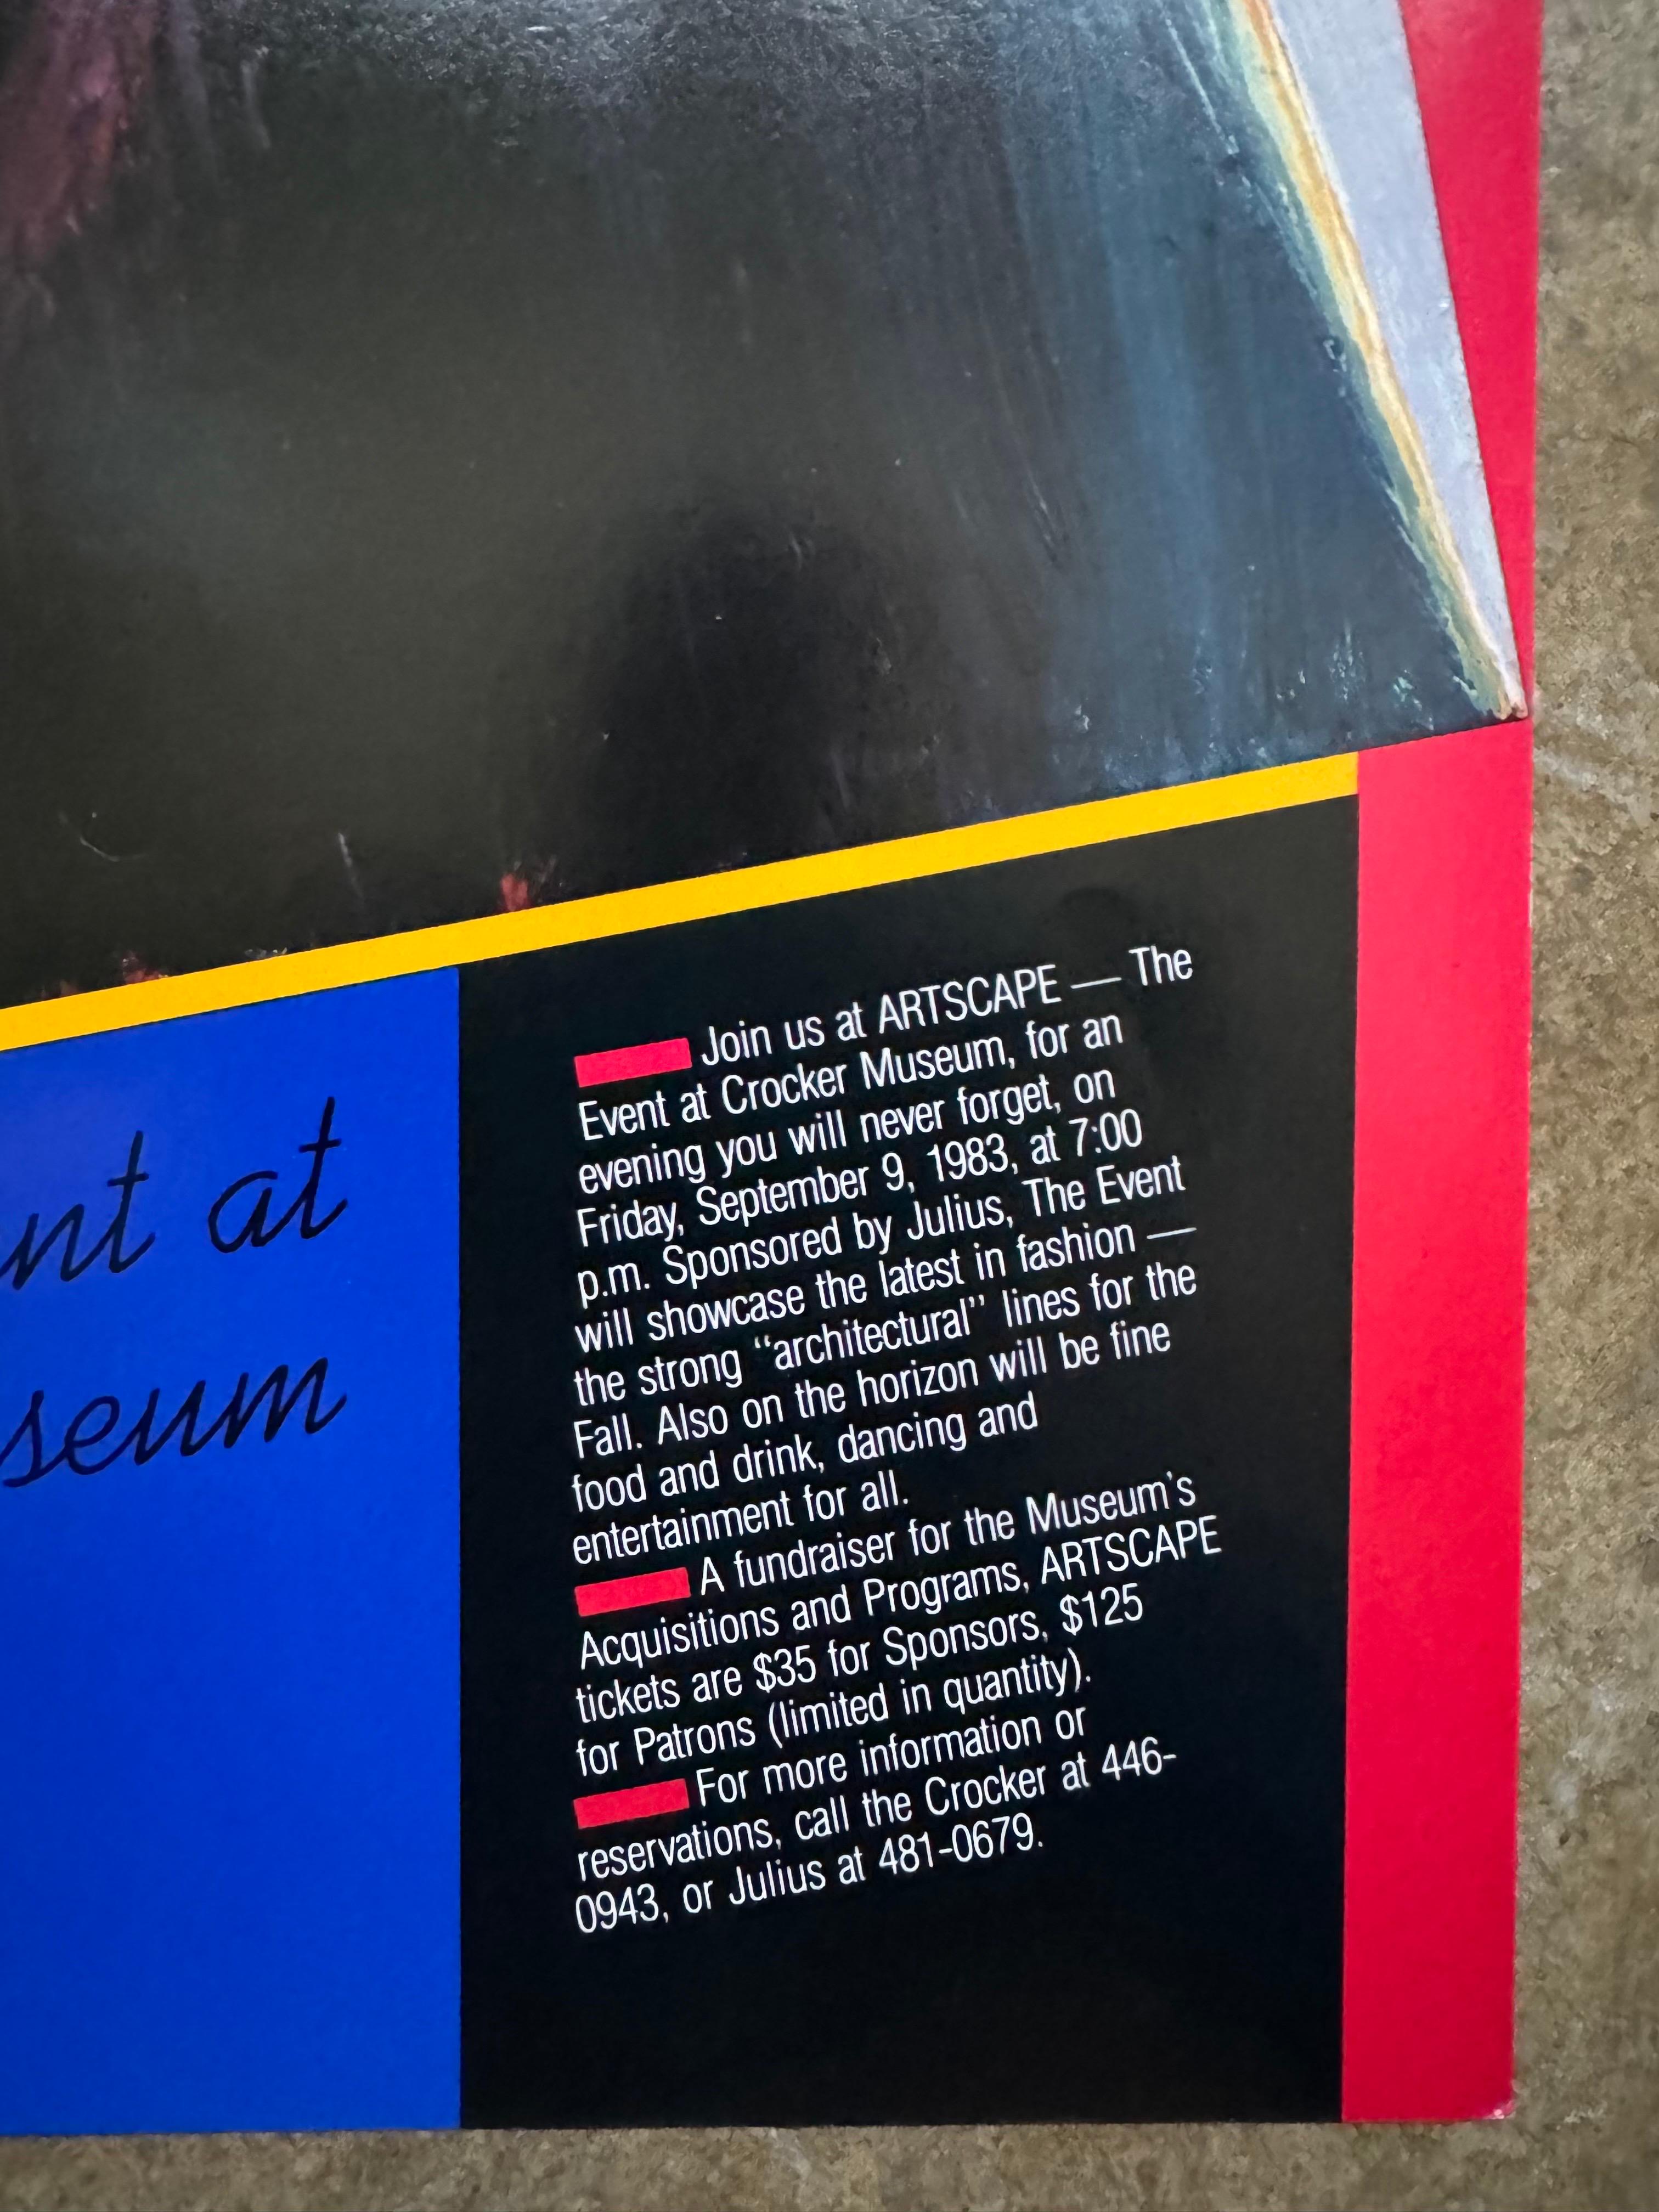 nt at
seum
Join us at ARTSCAPE — The
Event at Crocker Museum, for an
evening you will never forget, on
Friday, September 9, 1983, at 7:00
p.m. Sponsored by Julius, The Event
will showcase the latest in fashion —
the strong “architectural” lines for the
Fall. Also on the horizon will be fine
food and drink, dancing and
entertainment for all.
A fundraiser for the Museum's
Acquisitions and Programs, ARTSCAPE
tickets are $35 for Sponsors, $125
for Patrons (limited in quantity).
For more information or
reservations, call the Crocker at 446-
0943, or Julius at 481-0679.